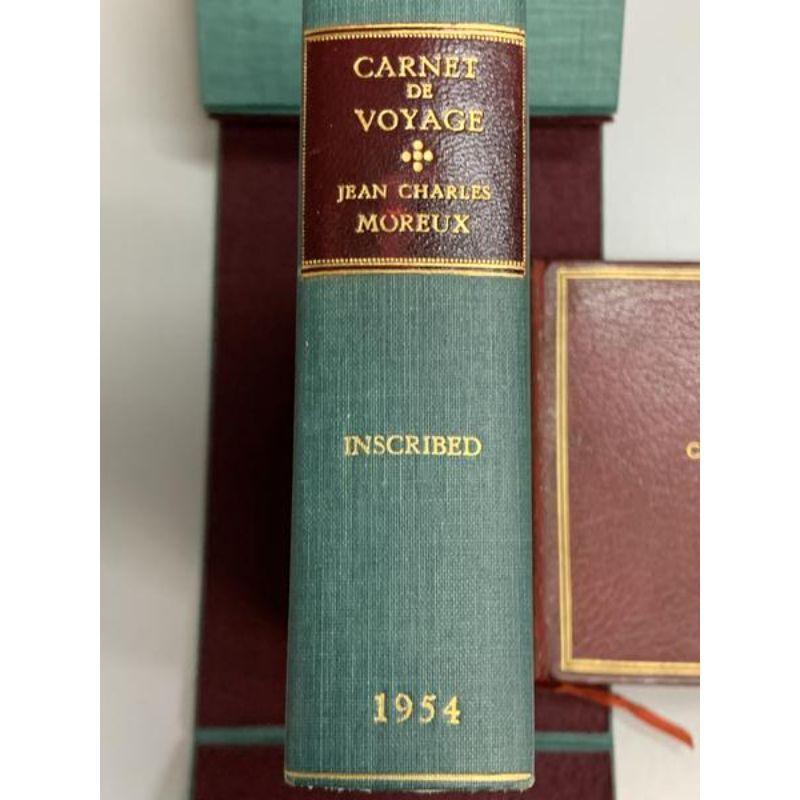 CARNET
DE
VOYAGE
JEAN CHARLES
MOREUX
INSCRIBED
1954
C